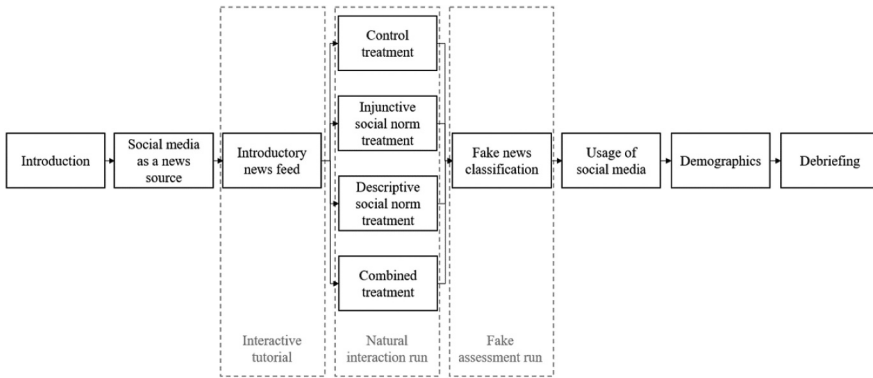 Introduction
Social media
as a news
source
Introductory
news feed
Control
treatment
Injunctive
social norm
treatment
Descriptive
social norm
treatment
Combined
treatment
Fake news
classification
Usage of
social media
Demographics
Debriefing
Interactive
tutorial
Natural
interaction run
Fake
assessment run